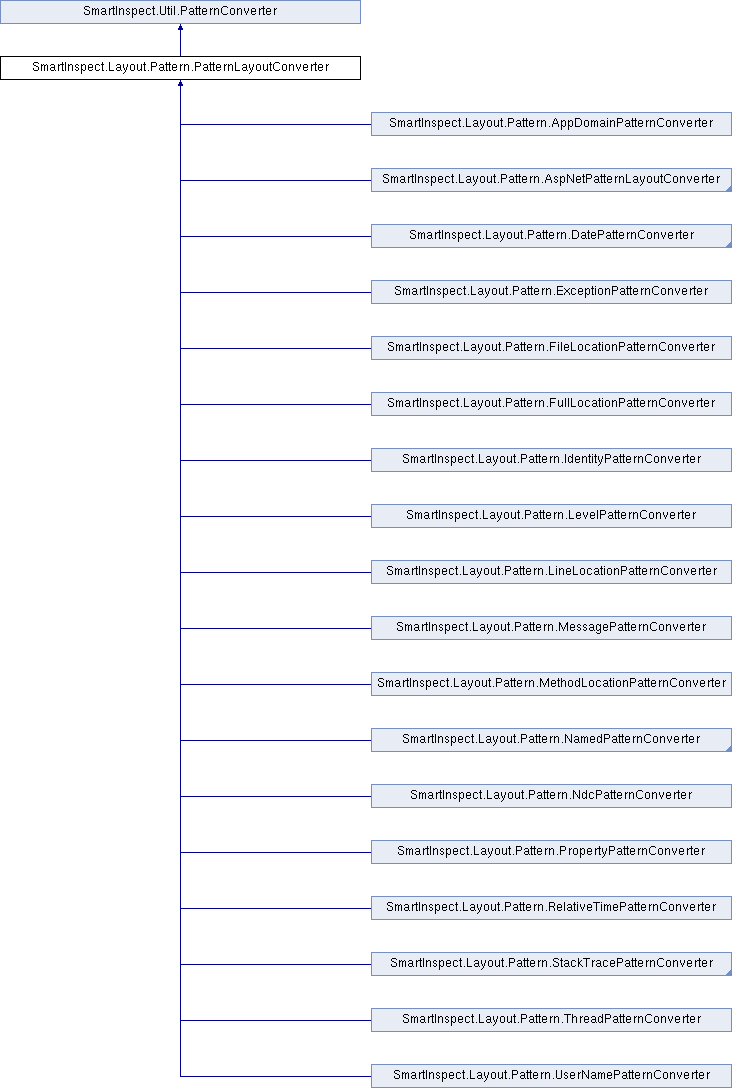 SmartInspect.Util.PatternConverter
SmartInspect.Layout.Pattern.PatternLayoutConverter
SmartInspect.Layout.Pattern.AppDomainPatternConverter
SmartInspect.Layout.Pattern.AspNetPatternLayoutConverter
SmartInspect.Layout.Pattern.DatePatternConverter
SmartInspect.Layout.Pattern.ExceptionPatternConverter
SmartInspect.Layout.Pattern.FileLocationPatternConverter
SmartInspect.Layout.Pattern.FullLocationPatternConverter
SmartInspect.Layout.Pattern.IdentityPatternConverter
SmartInspect.Layout.Pattern.LevelPatternConverter
SmartInspect.Layout.Pattern.LineLocationPatternConverter
SmartInspect.Layout.Pattern.MessagePatternConverter
SmartInspect.Layout.Pattern.MethodLocationPatternConverter
SmartInspect.Layout.Pattern.NamedPatternConverter
SmartInspect.Layout.Pattern.NdcPatternConverter
SmartInspect.Layout.Pattern.PropertyPatternConverter
SmartInspect.Layout.Pattern.RelativeTimePatternConverter
SmartInspect.Layout.Pattern.StackTracePatternConverter
SmartInspect.Layout.Pattern.ThreadPatternConverter
SmartInspect.Layout.Pattern.UserNamePatternConverter